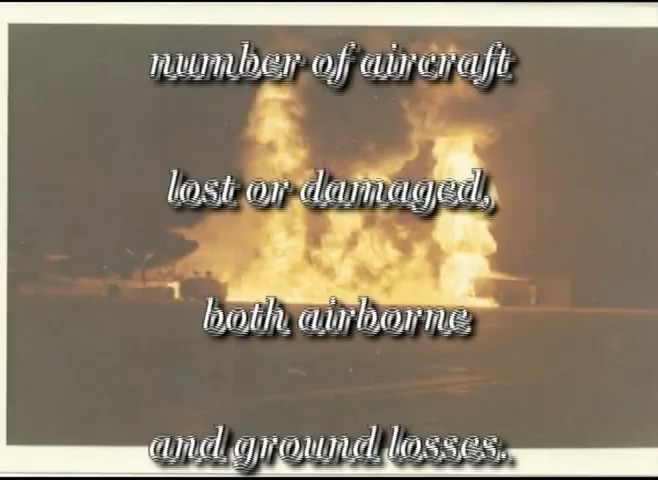 number of aircraft
lost or damaged,
both airborne
and ground losses.